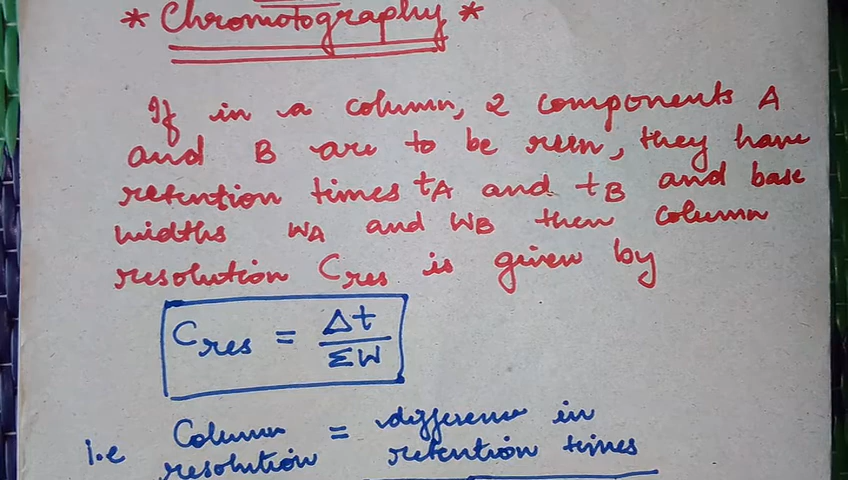 * Chromotography *
If in a column, 2 components A
and B are to be seen, they have
retention times tA and tB and base
widths WA and WB then column
resolution Cres is given by
Cres = Δt / ΣW
i.e Column resolution = difference in retention times